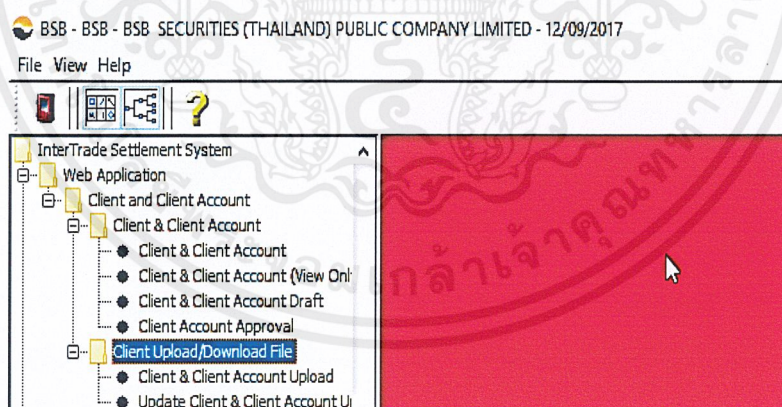 BSB - BSB - BSB SECURITIES (THAILAND) PUBLIC COMPANY LIMITED - 12/09/2017
File View Help
InterTrade Settlement System
Web Application
Client and Client Account
Client & Client Account
Client & Client Account
Client & Client Account (View Onl
Client & Client Account Draft
Client Account Approval
Client Upload/Download File
Client & Client Account Upload
Update Client & Client Account U